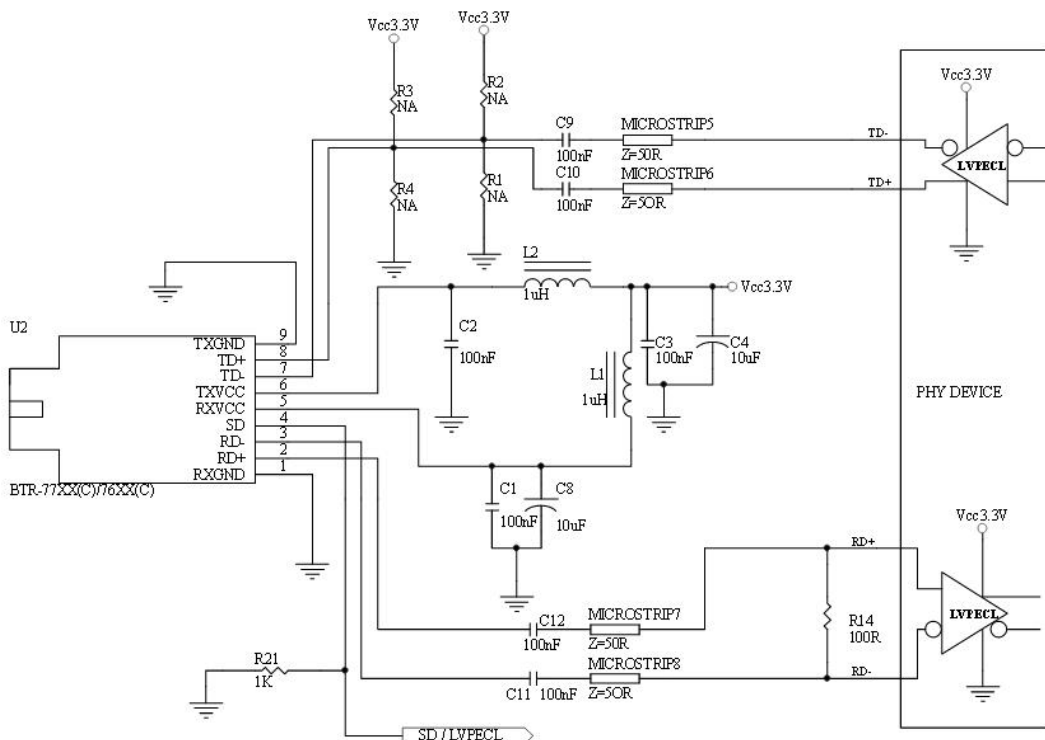 Vcc3.3V
Vcc3.3V
R3
NA
R2
NA
Vcc3.3V
C9
100nF
MICROSTRIP5
Z=50R
TD-
LVPECL
R4
NA
R1
NA
C10
100nF
MICROSTRIP6
Z=5OR
TD+
L2
1uH
Vcc3.3V
C2
100nF
C3
100nF
C4
10uF
L1
1uH
PHY DEVICE
U2
TXGND
9
TD+
8
TD-
7
TXVCC
6
RXVCC
5
SD
4
RD-
3
RD+
2
RXGND
1
BTR-77XX(C)/76XX(C)
C1
100nF
C8
10uF
Vcc3.3V
RD+
LVPECL
R14
100R
C12
100nF
MICROSTRIP7
Z=50R
R21
1K
C11
100nF
MICROSTRIP8
Z=5OR
RD-
SD / LVPECL